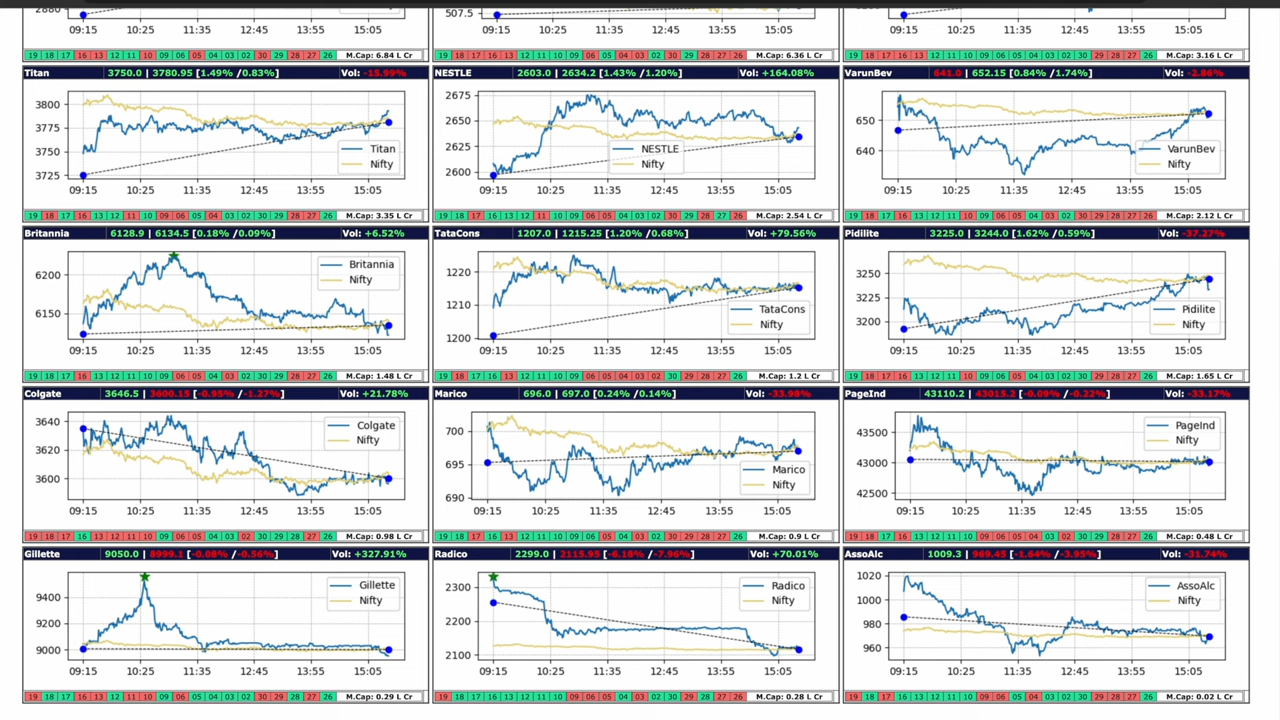 2880
507.5
09:15 10:25 11:35 12:45 13:55 15:05
09:15 10:25 11:35 12:45 13:55 15:05
09:15 10:25 11:35 12:45 13:55 15:05
19 18 17 16 13 12 11 10 09 06 05 04 03 02 30 29 28 27 26 M.Cap: 6.84 L Cr
19 18 17 16 13 12 11 10 09 06 05 04 03 02 30 29 28 27 26 M.Cap: 6.36 L Cr
19 18 17 16 13 12 11 10 09 06 05 04 03 02 30 29 28 27 26 M.Cap: 3.16 L Cr
Titan 3750.0 | 3780.95 [1.49% /0.83%] Vol: -15.99%
3800
3775
3750
3725
Titan
Nifty
09:15 10:25 11:35 12:45 13:55 15:05
19 18 17 16 13 12 11 10 09 06 05 04 03 02 30 29 28 27 26 M.Cap: 3.35 L Cr
NESTLE 2603.0 | 2634.2 [1.43% /1.20%] Vol: +164.08%
2675
2650
2625
2600
NESTLE
Nifty
09:15 10:25 11:35 12:45 13:55 15:05
19 18 17 16 13 12 11 10 09 06 05 04 03 02 30 29 28 27 26 M.Cap: 2.54 L Cr
VarunBev 641.0 | 652.15 [0.84% /1.74%] Vol: -2.86%
650
640
VarunBev
Nifty
09:15 10:25 11:35 12:45 13:55 15:05
19 18 17 16 13 12 11 10 09 06 05 04 03 02 30 29 28 27 26 M.Cap: 2.12 L Cr
Britannia 6128.9 | 6134.5 [0.18% /0.09%] Vol: +6.52%
6200
6150
Britannia
Nifty
09:15 10:25 11:35 12:45 13:55 15:05
19 18 17 16 13 12 11 10 09 06 05 04 03 02 30 29 28 27 26 M.Cap: 1.48 L Cr
TataCons 1207.0 | 1215.25 [1.20% /0.68%] Vol: +79.56%
1220
1210
1200
TataCons
Nifty
09:15 10:25 11:35 12:45 13:55 15:05
19 18 17 16 13 12 11 10 09 06 05 04 03 02 30 29 28 27 26 M.Cap: 1.2 L Cr
Pidilite 3225.0 | 3244.0 [1.62% /0.59%] Vol: -37.27%
3250
3225
3200
Pidilite
Nifty
09:15 10:25 11:35 12:45 13:55 15:05
19 18 17 16 13 12 11 10 09 06 05 04 03 02 30 29 28 27 26 M.Cap: 1.65 L Cr
Colgate 3646.5 | 3600.15 [-0.95% /-1.27%] Vol: +21.78%
3640
3620
3600
Colgate
Nifty
09:15 10:25 11:35 12:45 13:55 15:05
19 18 17 16 13 12 11 10 09 06 05 04 03 02 30 29 28 27 26 M.Cap: 0.98 L Cr
Marico 696.0 | 697.0 [0.24% /0.14%] Vol: -33.98%
700
695
690
Marico
Nifty
09:15 10:25 11:35 12:45 13:55 15:05
19 18 17 16 13 12 11 10 09 06 05 04 03 02 30 29 28 27 26 M.Cap: 0.9 L Cr
PageInd 43110.2 | 43015.2 [-0.09% /-0.22%] Vol: -33.17%
43500
43000
42500
PageInd
Nifty
09:15 10:25 11:35 12:45 13:55 15:05
19 18 17 16 13 12 11 10 09 06 05 04 03 02 30 29 28 27 26 M.Cap: 0.48 L Cr
Gillette 9050.0 | 8999.1 [-0.08% /-0.56%] Vol: +327.91%
9400
9200
9000
Gillette
Nifty
09:15 10:25 11:35 12:45 13:55 15:05
19 18 17 16 13 12 11 10 09 06 05 04 03 02 30 29 28 27 26 M.Cap: 0.29 L Cr
Radico 2299.0 | 2115.95 [-6.18% /-7.96%] Vol: +70.01%
2300
2200
2100
Radico
Nifty
09:15 10:25 11:35 12:45 13:55 15:05
19 18 17 16 13 12 11 10 09 06 05 04 03 02 30 29 28 27 26 M.Cap: 0.28 L Cr
AssoAlc 1009.3 | 969.45 [-1.64% /-3.95%] Vol: -31.74%
1020
980
960
AssoAlc
Nifty
09:15 10:25 11:35 12:45 13:55 15:05
19 18 17 16 13 12 11 10 09 06 05 04 03 02 30 29 28 27 26 M.Cap: 0.02 L Cr